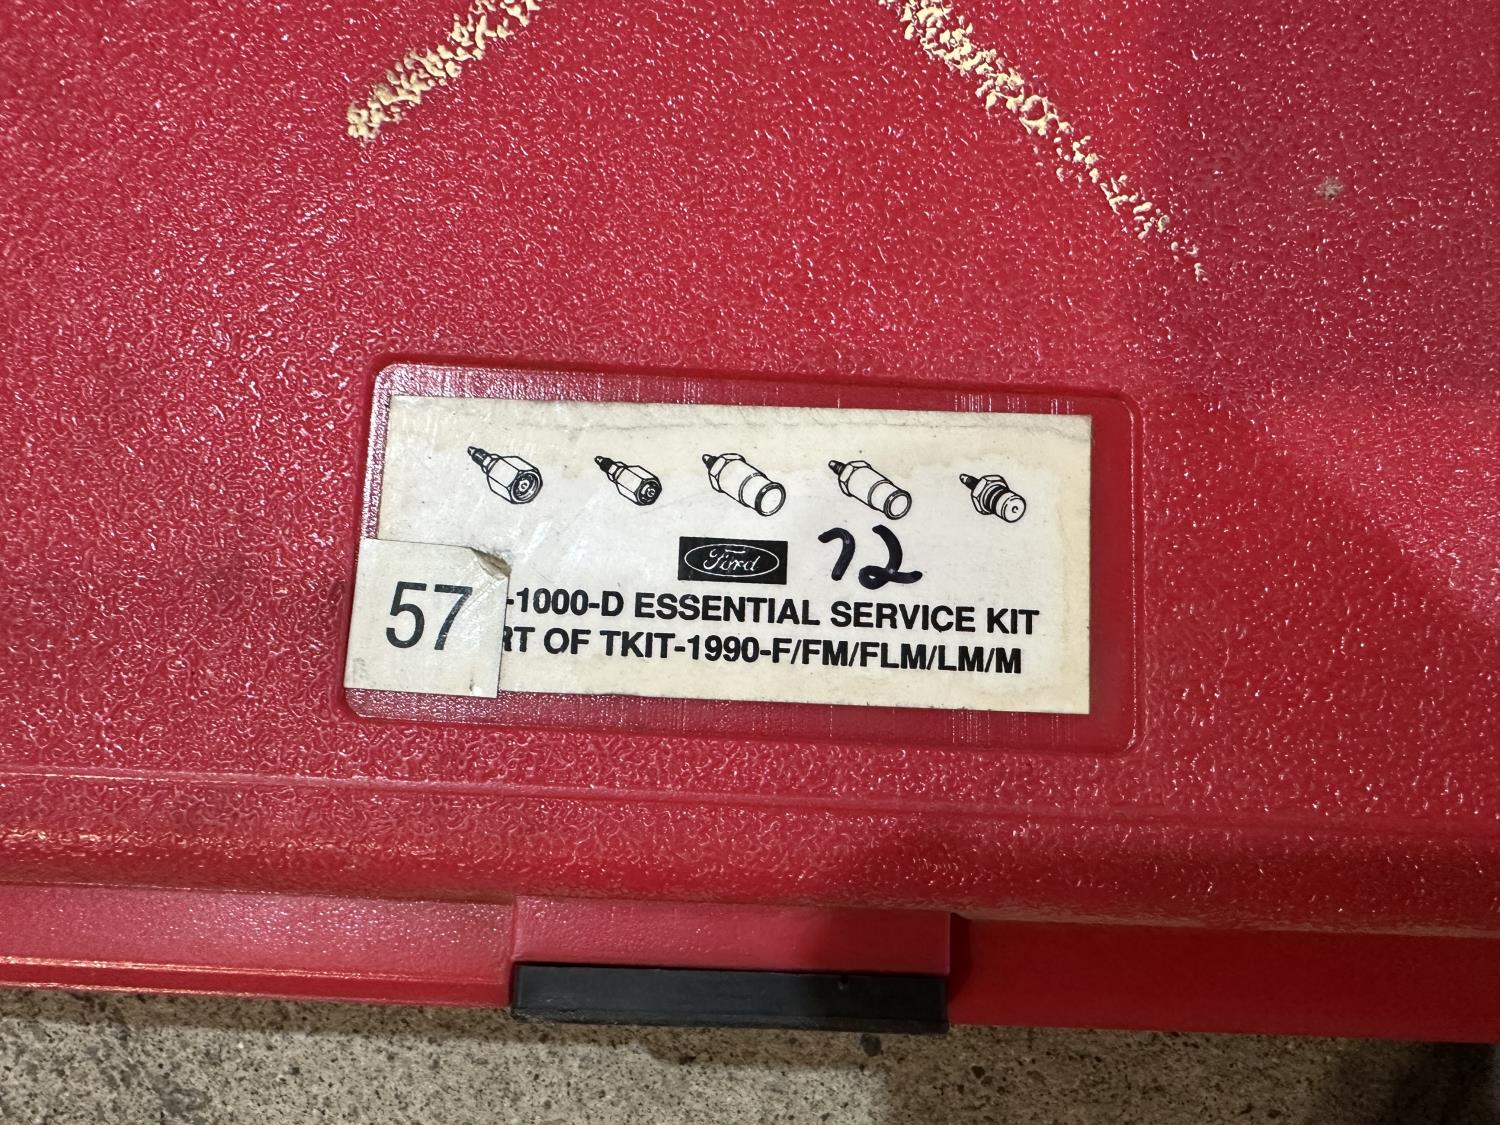 Ford
72
57
-1000-D ESSENTIAL SERVICE KIT
RT OF TKIT-1990-F/FM/FLM/LM/M